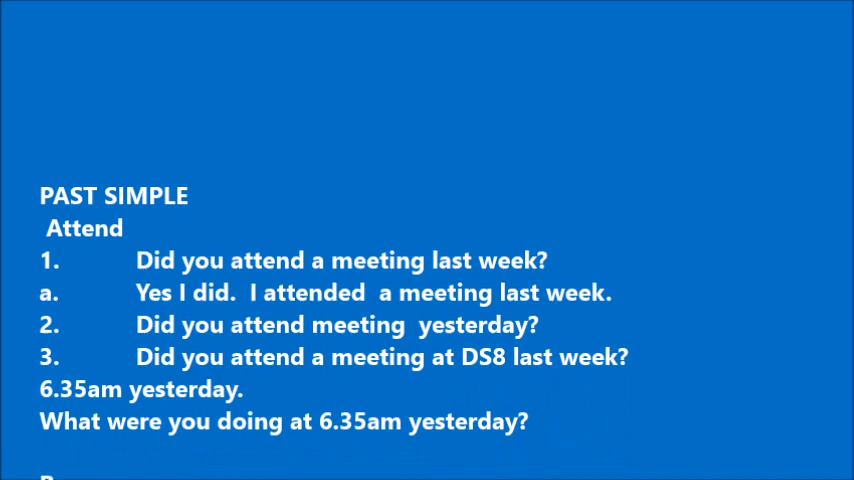 PAST SIMPLE
Attend
1. Did you attend a meeting last week?
a. Yes I did. I attended a meeting last week.
2. Did you attend meeting yesterday?
3. Did you attend a meeting at DS8 last week?
6.35am yesterday.
What were you doing at 6.35am yesterday?